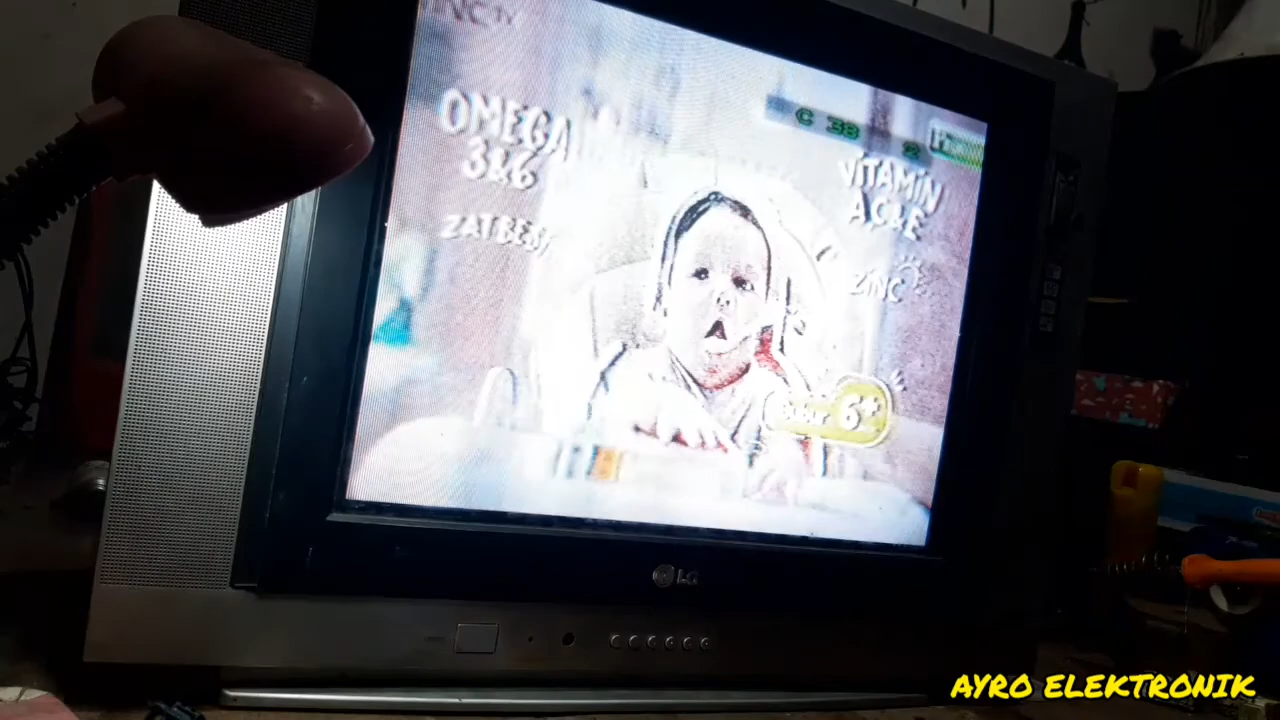 OMEGA
3&6
ZAT BESI
C 38
2
VITAMIN
A C&E
ZINC
6+
LG
AYRO ELEKTRONIK